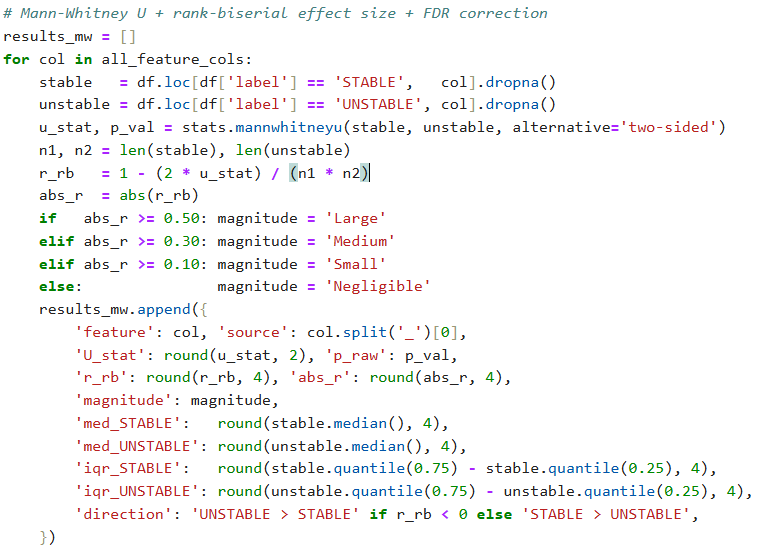 # Mann-Whitney U + rank-biserial effect size + FDR correction
results_mw = []
for col in all_feature_cols:
    stable   = df.loc[df['label'] == 'STABLE',   col].dropna()
    unstable = df.loc[df['label'] == 'UNSTABLE', col].dropna()
    u_stat, p_val = stats.mannwhitneyu(stable, unstable, alternative='two-sided')
    n1, n2 = len(stable), len(unstable)
    r_rb   = 1 - (2 * u_stat) / (n1 * n2)
    abs_r  = abs(r_rb)
    if   abs_r >= 0.50: magnitude = 'Large'
    elif abs_r >= 0.30: magnitude = 'Medium'
    elif abs_r >= 0.10: magnitude = 'Small'
    else:               magnitude = 'Negligible'
    results_mw.append({
        'feature': col, 'source': col.split('_')[0],
        'U_stat': round(u_stat, 2), 'p_raw': p_val,
        'r_rb': round(r_rb, 4), 'abs_r': round(abs_r, 4),
        'magnitude': magnitude,
        'med_STABLE':   round(stable.median(), 4),
        'med_UNSTABLE': round(unstable.median(), 4),
        'iqr_STABLE':   round(stable.quantile(0.75) - stable.quantile(0.25), 4),
        'iqr_UNSTABLE': round(unstable.quantile(0.75) - unstable.quantile(0.25), 4),
        'direction': 'UNSTABLE > STABLE' if r_rb < 0 else 'STABLE > UNSTABLE',
    })